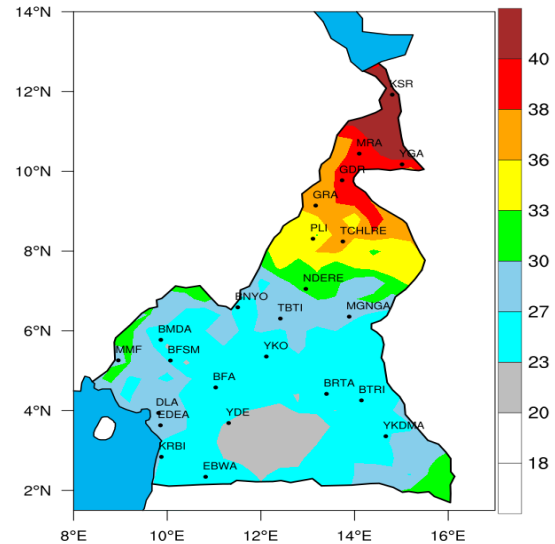 14°N
12°N
10°N
8°N
6°N
4°N
2°N
8°E
10°E
12°E
14°E
16°E
KSR
MRA
YGA
GDR
GRA
PLI
TCHLRE
NDERE
BNYO
TBTI
MGNGA
BMDA
MMF
BFSM
YKO
BFA
BRTA
BTRI
DLA
EDEA
YDE
YKDMA
KRBI
EBWA
40
38
36
33
30
27
23
20
18